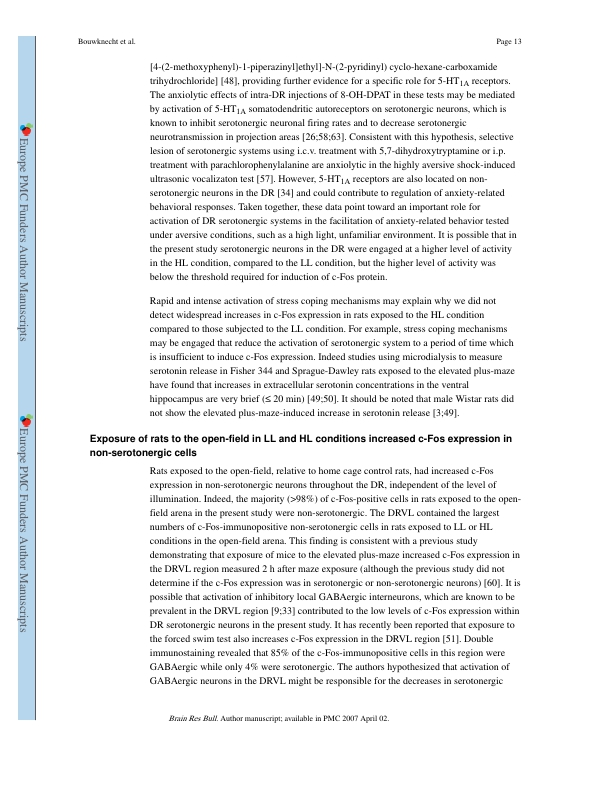 Bouwknecht et al.
Page 13
[4-(2-methoxyphenyl)-1-piperazinyl]ethyl]-N-(2-pyridinyl) cyclo-hexane-carboxamide
trihydrochloride] [48], providing further evidence for a specific role for 5-HT1A receptors.
The anxiolytic effects of intra-DR injections of 8-OH-DPAT in these tests may be mediated
by activation of 5-HT1A somatodendritic autoreceptors on serotonergic neurons, which is
known to inhibit serotonergic neuronal firing rates and to decrease serotonergic
neurotransmission in projection areas [26;58;63]. Consistent with this hypothesis, selective
lesion of serotonergic systems using i.c.v. treatment with 5,7-dihydroxytryptamine or i.p.
treatment with parachlorophenylalanine are anxiolytic in the highly aversive shock-induced
ultrasonic vocalizaton test [57]. However, 5-HT1A receptors are also located on non-
serotonergic neurons in the DR [34] and could contribute to regulation of anxiety-related
behavioral responses. Taken together, these data point toward an important role for
activation of DR serotonergic systems in the facilitation of anxiety-related behavior tested
under aversive conditions, such as a high light, unfamiliar environment. It is possible that in
the present study serotonergic neurons in the DR were engaged at a higher level of activity
in the HL condition, compared to the LL condition, but the higher level of activity was
below the threshold required for induction of c-Fos protein.
Rapid and intense activation of stress coping mechanisms may explain why we did not
detect widespread increases in c-Fos expression in rats exposed to the HL condition
compared to those subjected to the LL condition. For example, stress coping mechanisms
may be engaged that reduce the activation of serotonergic system to a period of time which
is insufficient to induce c-Fos expression. Indeed studies using microdialysis to measure
serotonin release in Fisher 344 and Sprague-Dawley rats exposed to the elevated plus-maze
have found that increases in extracellular serotonin concentrations in the ventral
hippocampus are very brief (≤ 20 min) [49;50]. It should be noted that male Wistar rats did
not show the elevated plus-maze-induced increase in serotonin release [3;49].
Exposure of rats to the open-field in LL and HL conditions increased c-Fos expression in
non-serotonergic cells
Rats exposed to the open-field, relative to home cage control rats, had increased c-Fos
expression in non-serotonergic neurons throughout the DR, independent of the level of
illumination. Indeed, the majority (>98%) of c-Fos-positive cells in rats exposed to the open-
field arena in the present study were non-serotonergic. The DRVL contained the largest
numbers of c-Fos-immunopositive non-serotonergic cells in rats exposed to LL or HL
conditions in the open-field arena. This finding is consistent with a previous study
demonstrating that exposure of mice to the elevated plus-maze increased c-Fos expression in
the DRVL region measured 2 h after maze exposure (although the previous study did not
determine if the c-Fos expression was in serotonergic or non-serotonergic neurons) [60]. It is
possible that activation of inhibitory local GABAergic interneurons, which are known to be
prevalent in the DRVL region [9;33] contributed to the low levels of c-Fos expression within
DR serotonergic neurons in the present study. It has recently been reported that exposure to
the forced swim test also increases c-Fos expression in the DRVL region [51]. Double
immunostaining revealed that 85% of the c-Fos-immunopositive cells in this region were
GABAergic while only 4% were serotonergic. The authors hypothesized that activation of
GABAergic neurons in the DRVL might be responsible for the decreases in serotonergic
Brain Res Bull. Author manuscript; available in PMC 2007 April 02.
Europe PMC Funders Author Manuscripts
Europe PMC Funders Author Manuscripts